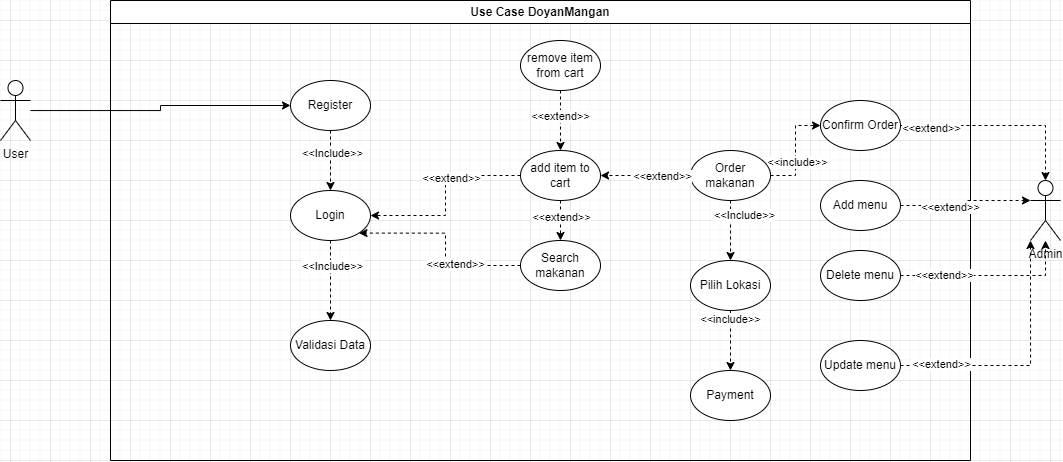 Use Case DoyanMangan
User
Register
<<Include>>
Login
<<Include>>
Validasi Data
remove item
from cart
<<extend>>
add item to
cart
<<extend>>
<<extend>>
Search
makanan
<<extend>>
<<extend>>
Order
makanan
<<include>>
<<Include>>
Pilih Lokasi
<<include>>
Payment
Confirm Order
<<extend>>
Add menu
<<extend>>
Delete menu
<<extend>>
Update menu
<<extend>>
Admin